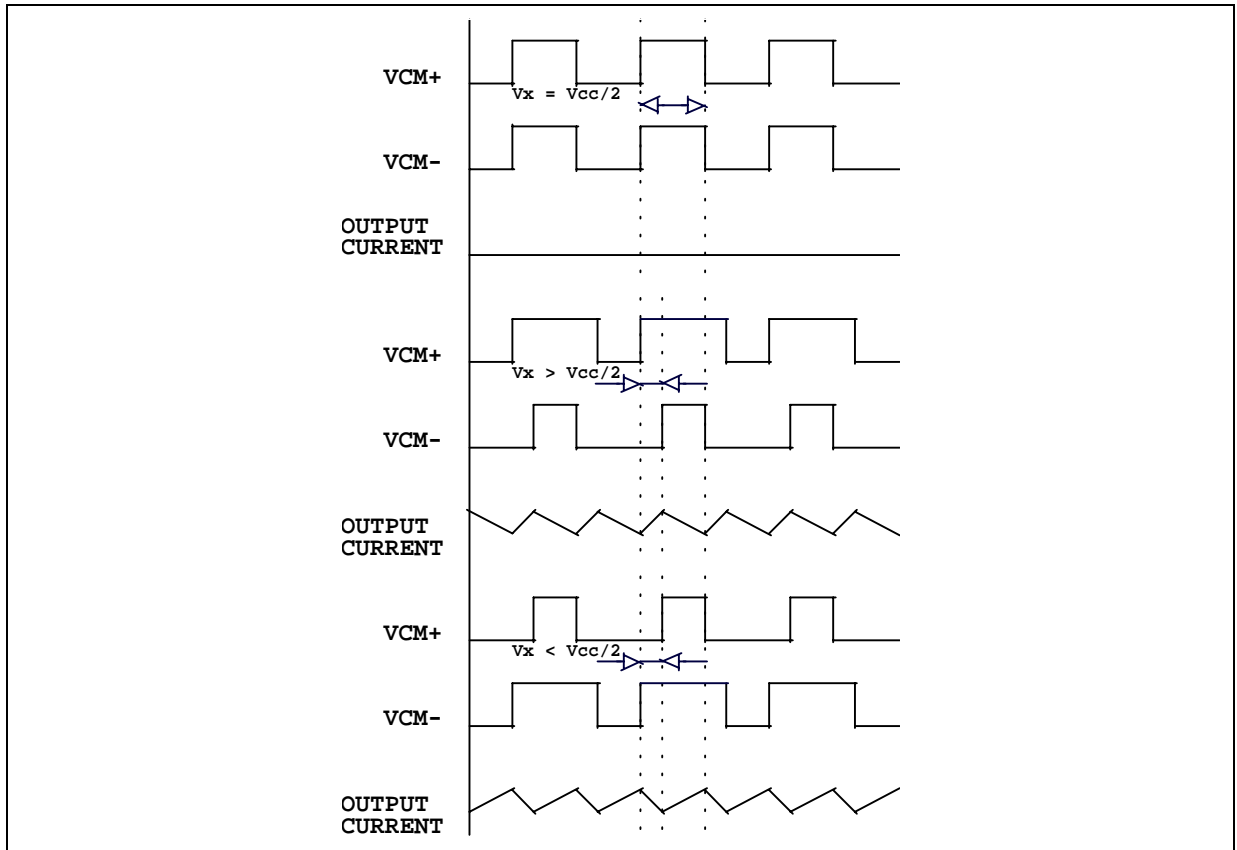 VCM+
Vx = Vcc/2
VCM-
OUTPUT
CURRENT
VCM+
Vx > Vcc/2
VCM-
OUTPUT
CURRENT
VCM+
Vx < Vcc/2
VCM-
OUTPUT
CURRENT